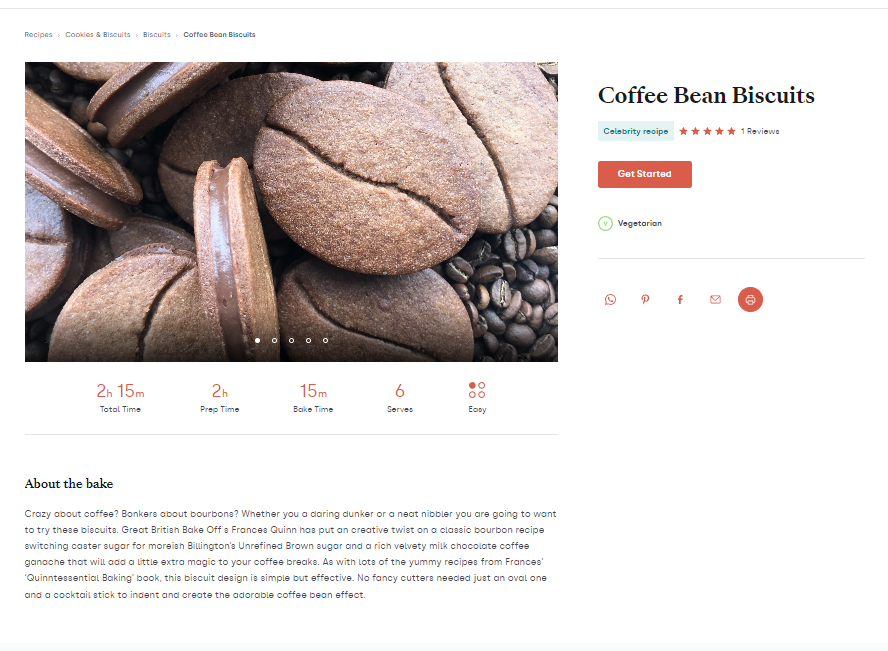 Recipes › Cookies & Biscuits › Biscuits › Coffee Bean Biscuits
Coffee Bean Biscuits
Celebrity recipe 1 Reviews
Get Started
V Vegetarian
2h 15m 2h 15m 6
Total Time Prep Time Bake Time Serves Easy
About the bake
Crazy about coffee? Bonkers about bourbons? Whether you a daring dunker or a neat nibbler you are going to want
to try these biscuits. Great British Bake Off's Frances Quinn has put an creative twist on a classic bourbon recipe
switching caster sugar for moreish Billington's Unrefined Brown sugar and a rich velvety milk chocolate coffee
ganache that will add a little extra magic to your coffee breaks. As with lots of the yummy recipes from Frances'
'Quinntessential Baking' book, this biscuit design is simple but effective. No fancy cutters needed just an oval one
and a cocktail stick to indent and create the adorable coffee bean effect.